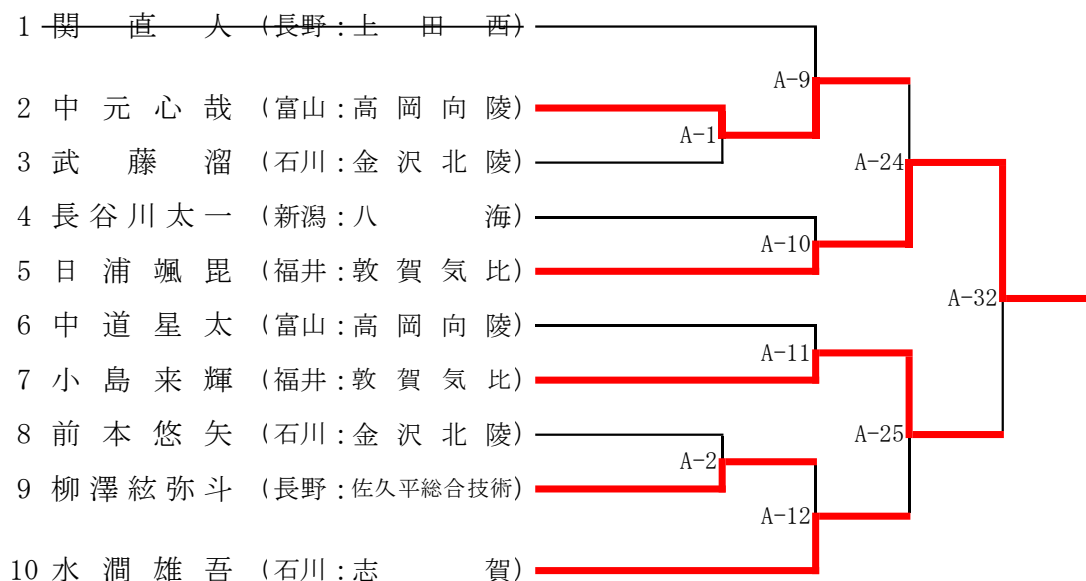 1 関直人 (長野:上田西)
A-9
2 中元心哉 (富山:高岡向陵)
A-1
3 武藤溜 (石川:金沢北陵)
A-24
4 長谷川太一 (新潟:八海)
A-10
5 日浦颯毘 (福井:敦賀気比)
A-32
6 中道星太 (富山:高岡向陵)
A-11
7 小島来輝 (福井:敦賀気比)
8 前本悠矢 (石川:金沢北陵)
A-25
A-2
9 柳澤絃弥斗 (長野:佐久平総合技術)
A-12
10 水澗雄吾 (石川:志賀)